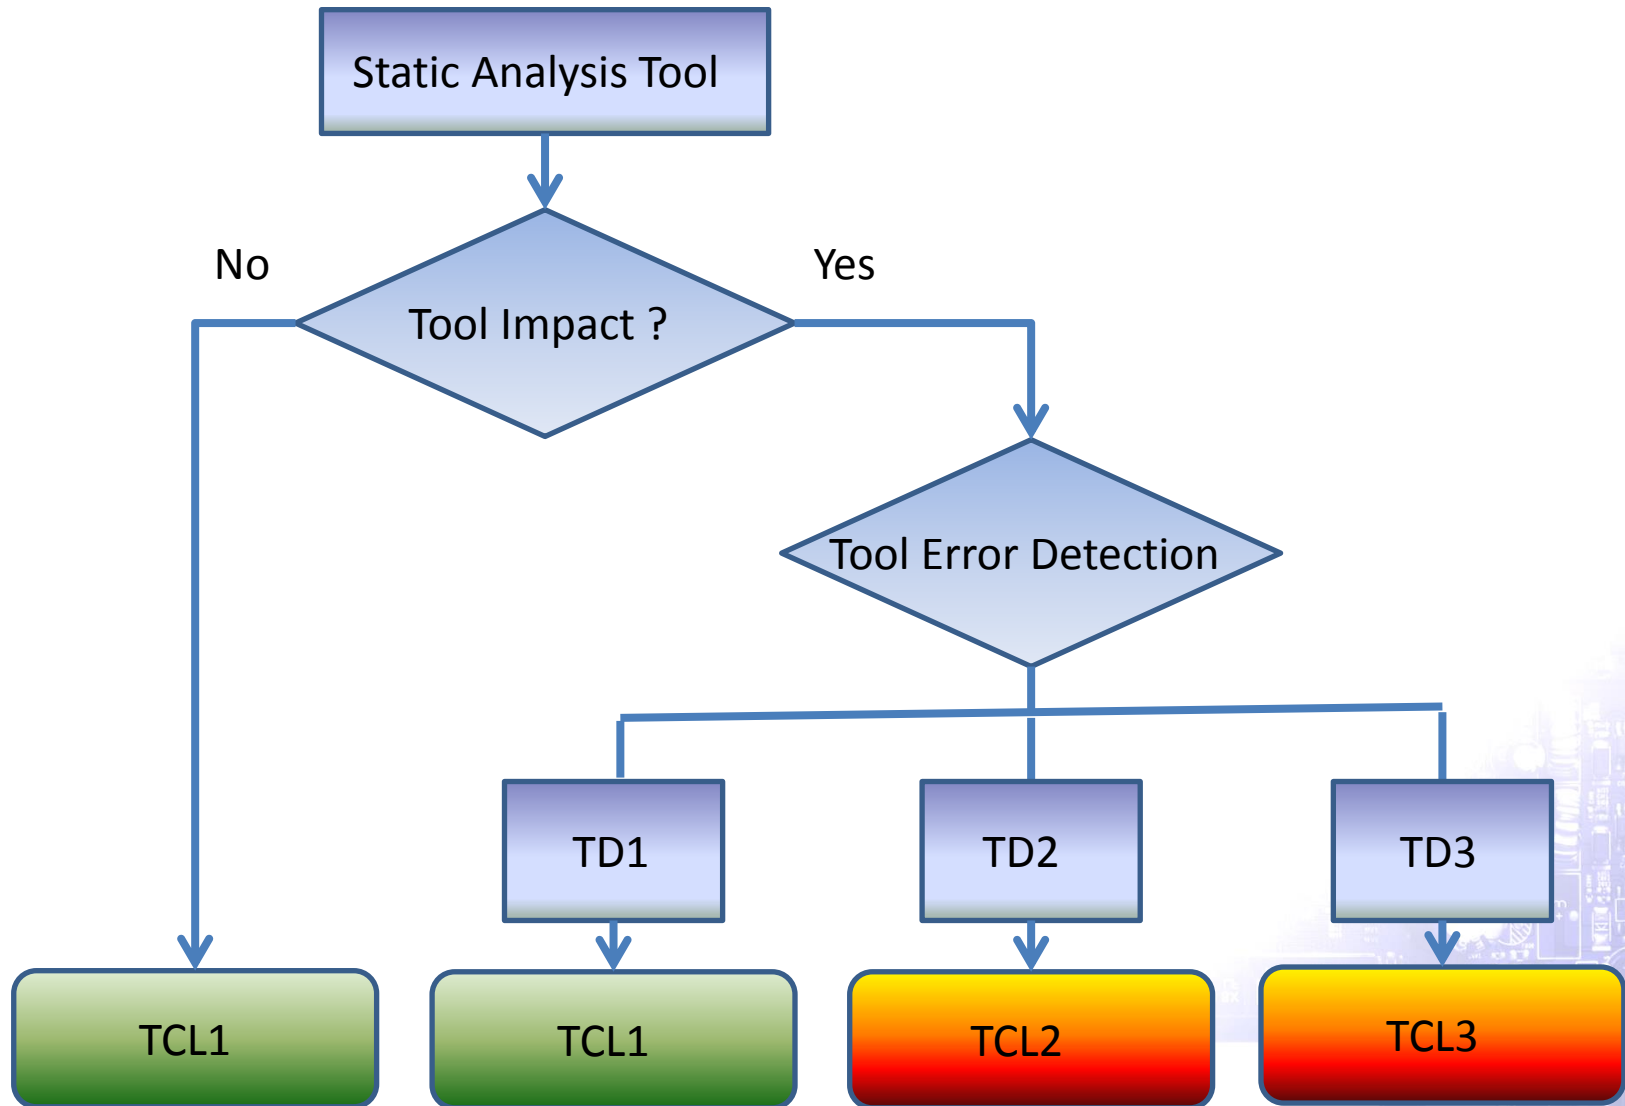 Static Analysis Tool
No
Yes
Tool Impact ?
Tool Error Detection
TD1
TD2
TD3
TCL1
TCL1
TCL2
TCL3